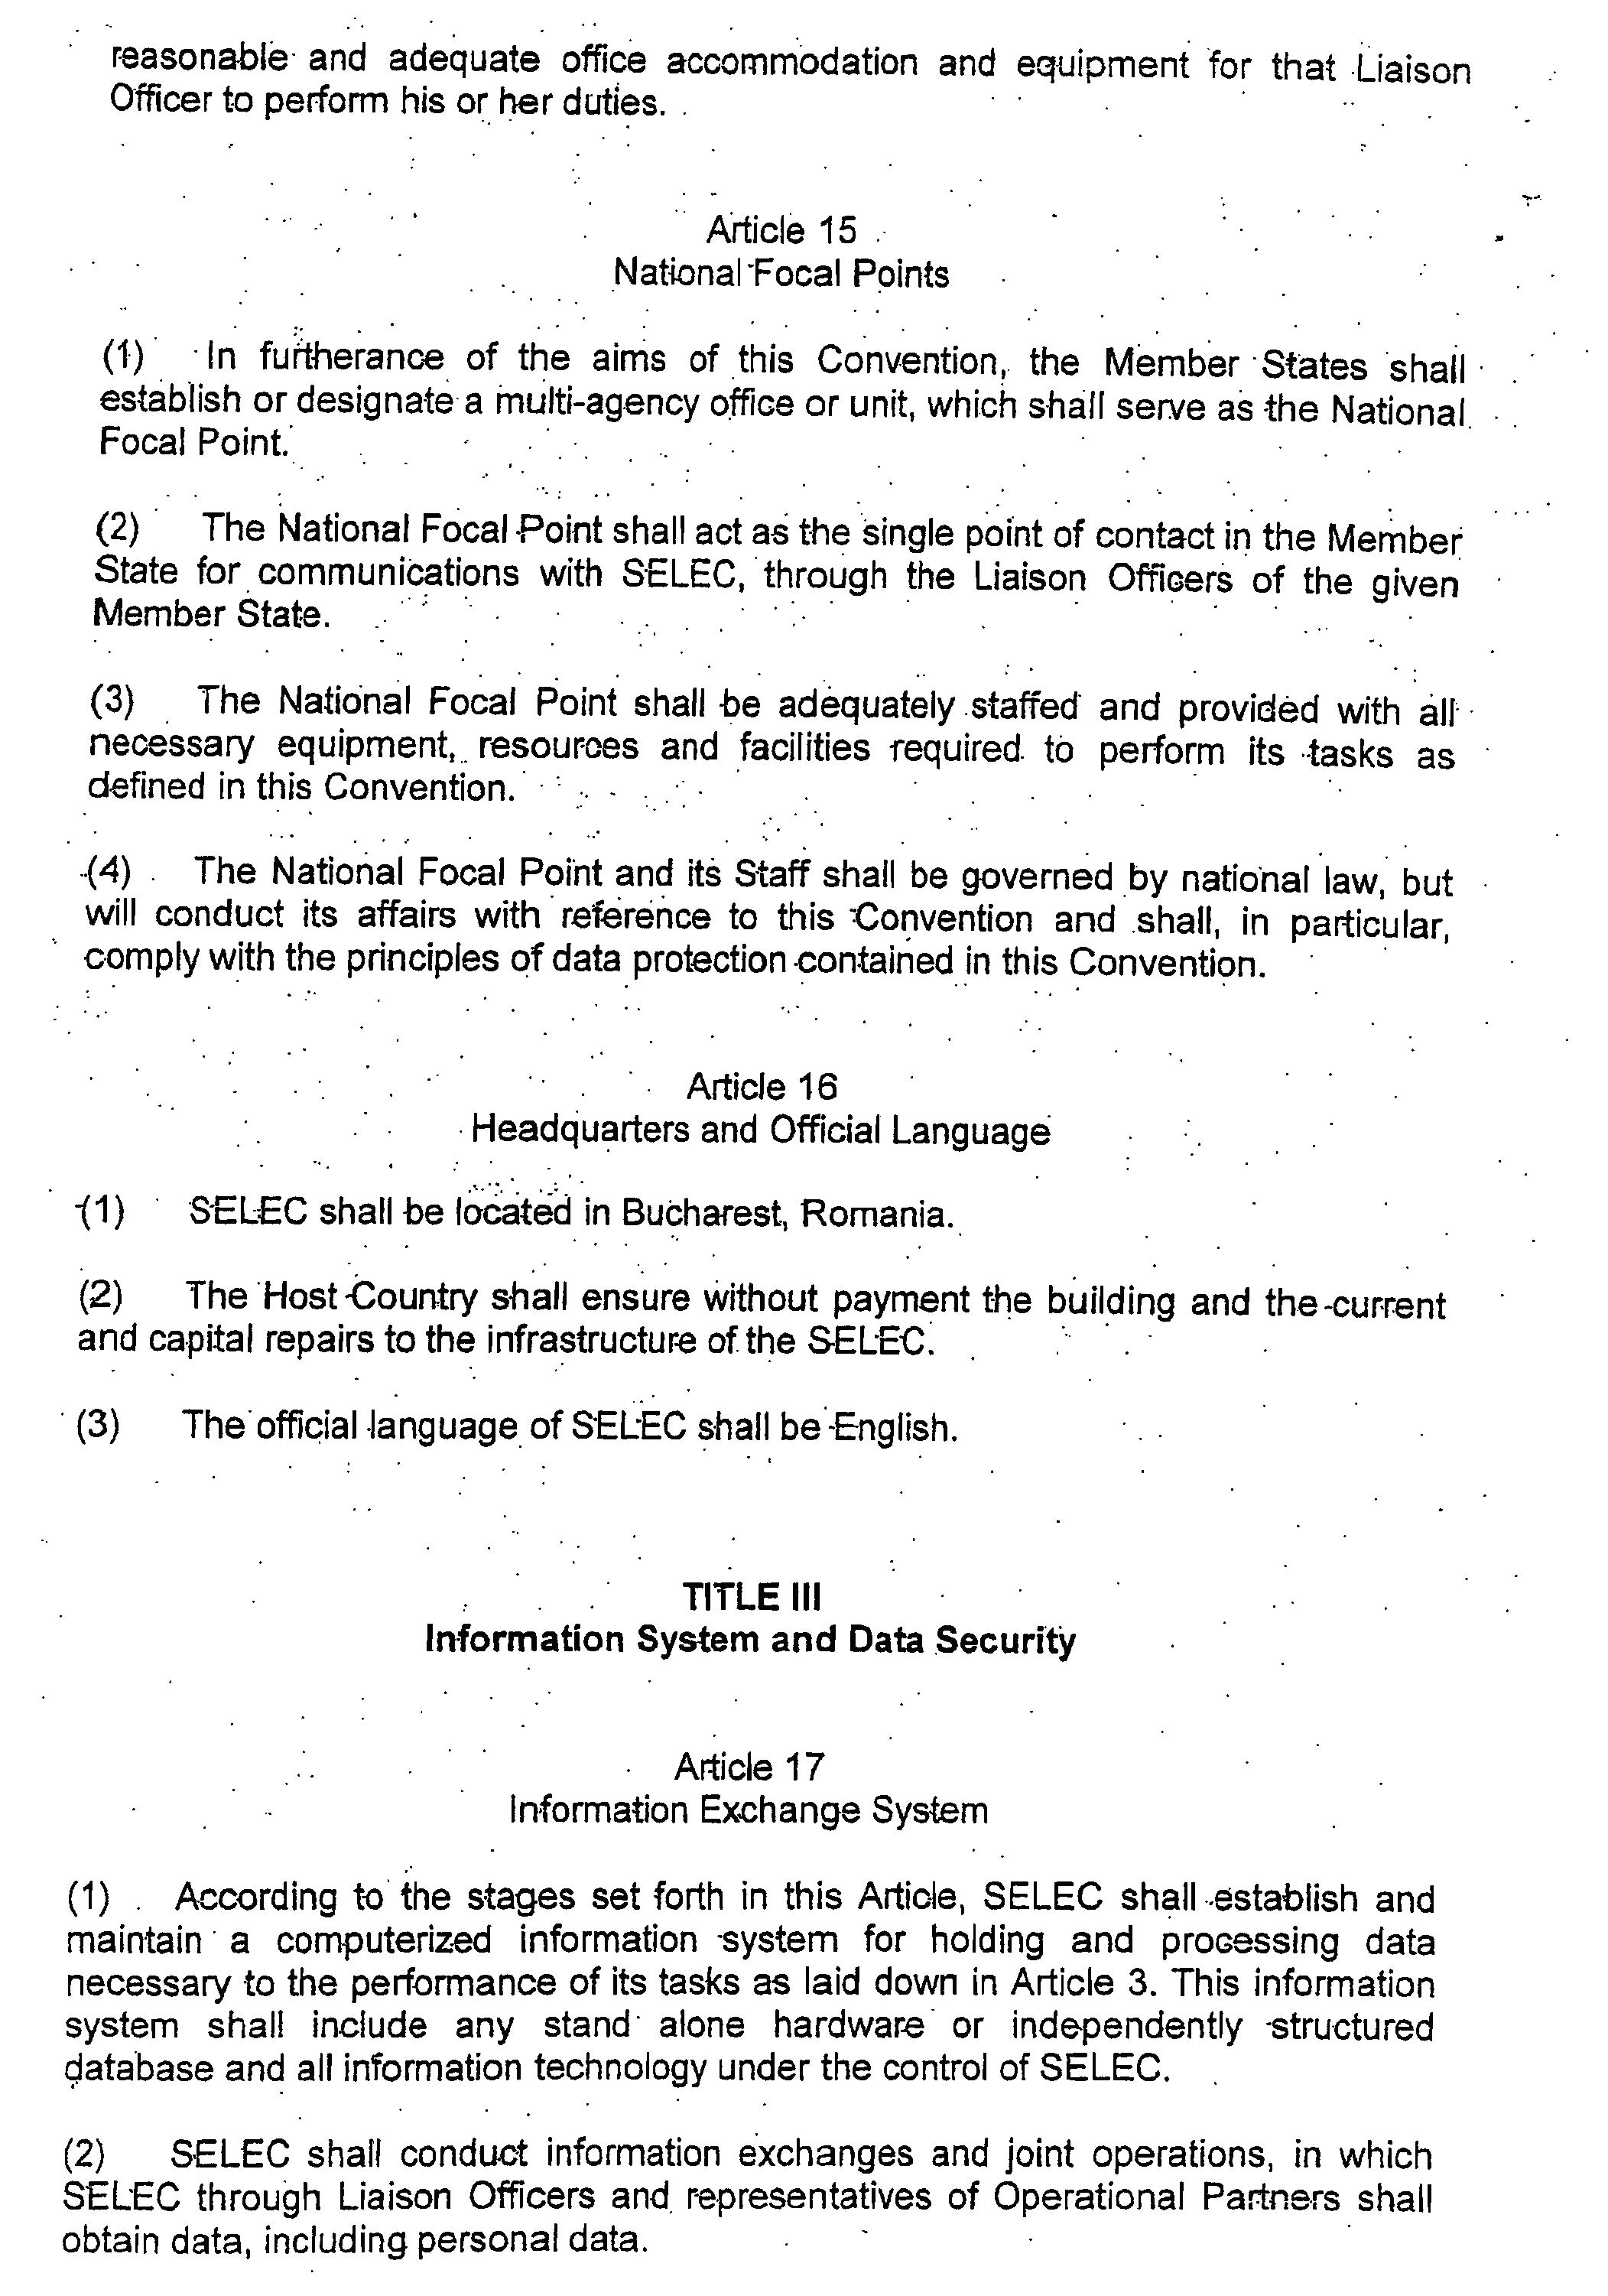 reasonable and adequate office accommodation and equipment for that Liaison
Officer to perform his or her duties.
Article 15
National Focal Points
(1) In furtherance of the aims of this Convention, the Member States shall
establish or designate a multi-agency office or unit, which shall serve as the National
Focal Point.
(2) The National Focal Point shall act as the single point of contact in the Member
State for communications with SELEC, through the Liaison Officers of the given
Member State.
(3) The National Focal Point shall be adequately staffed and provided with all
necessary equipment, resources and facilities required to perform its tasks as
defined in this Convention.
(4) The National Focal Point and its Staff shall be governed by national law, but
will conduct its affairs with reference to this Convention and shall, in particular,
comply with the principles of data protection contained in this Convention.
Article 16
Headquarters and Official Language
(1) SELEC shall be located in Bucharest, Romania.
(2) The Host Country shall ensure without payment the building and the current
and capital repairs to the infrastructure of the SELEC.
(3) The official language of SELEC shall be English.
TITLE III
Information System and Data Security
Article 17
Information Exchange System
(1) According to the stages set forth in this Article, SELEC shall establish and
maintain a computerized information system for holding and processing data
necessary to the performance of its tasks as laid down in Article 3. This information
system shall include any stand alone hardware or independently structured
database and all information technology under the control of SELEC.
(2) SELEC shall conduct information exchanges and joint operations, in which
SELEC through Liaison Officers and representatives of Operational Partners shall
obtain data, including personal data.